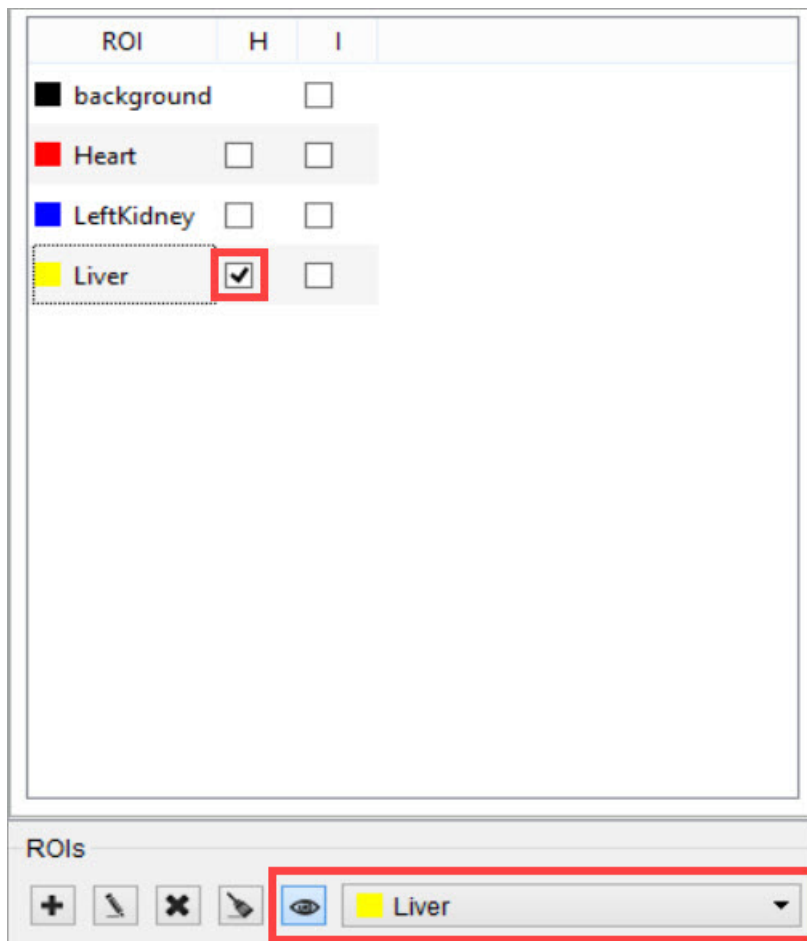 ROI H I
background
Heart
LeftKidney
Liver
ROIs
Liver